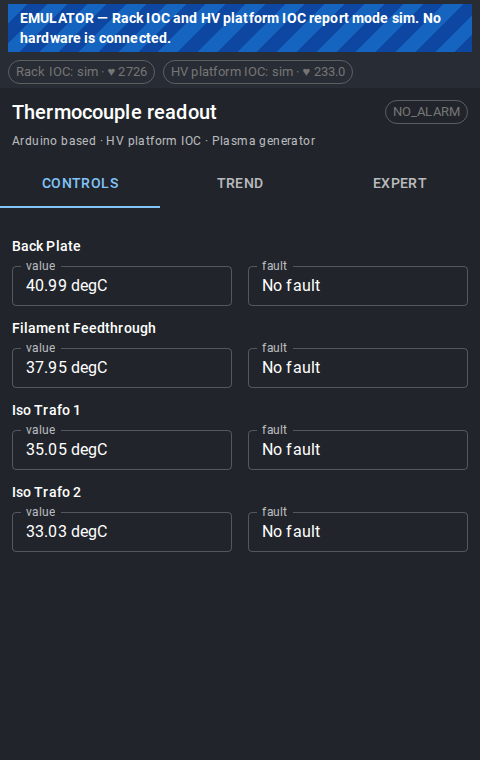 EMULATOR — Rack IOC and HV platform IOC report mode sim. No
hardware is connected.
Rack IOC: sim · ♥ 2726
HV platform IOC: sim · ♥ 233.0
Thermocouple readout
NO_ALARM
Arduino based · HV platform IOC · Plasma generator
CONTROLS
TREND
EXPERT
Back Plate
value
fault
40.99 degC
No fault
Filament Feedthrough
value
fault
37.95 degC
No fault
Iso Trafo 1
value
fault
35.05 degC
No fault
Iso Trafo 2
value
fault
33.03 degC
No fault